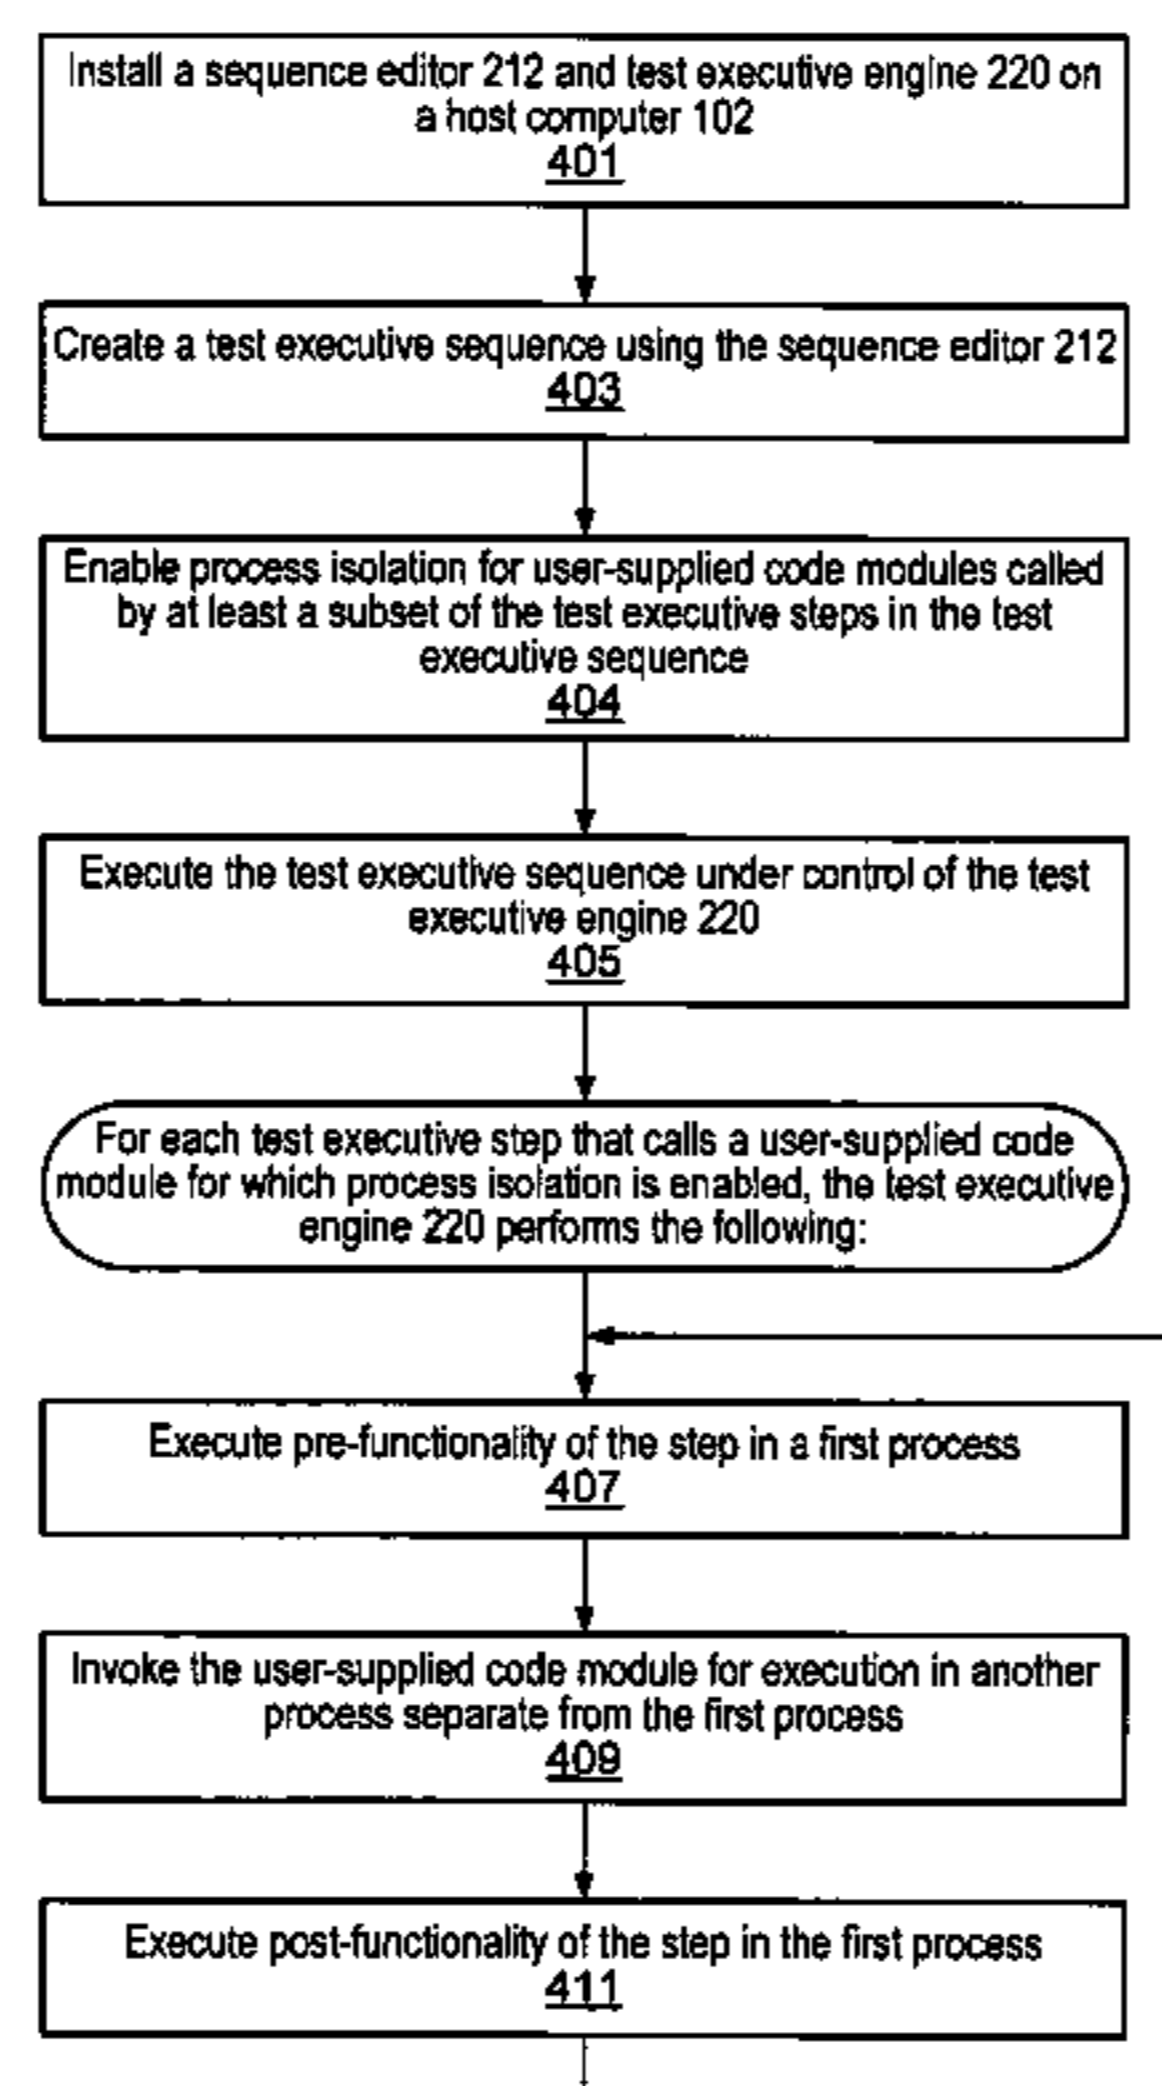 Install a sequence editor 212 and test executive engine 220 on
a host computer 102
401
Create a test executive sequence using the sequence editor 212
403
Enable process isolation for user-supplied code modules called
by at least a subset of the test executive steps in the test
executive sequence
404
Execute the test executive sequence under control of the test
executive engine 220
405
For each test executive step that calls a user-supplied code
module for which process isolation is enabled, the test executive
engine 220 performs the following:
Execute pre-functionality of the step in a first process
407
Invoke the user-supplied code module for execution in another
process separate from the first process
409
Execute post-functionality of the step in the first process
411